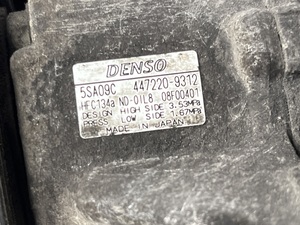 DENSO
5SA09C 447220-9312
HFC134a ND-OIL8 08F00401
DESIGN HIGH SIDE 3.53MPa
PRESS. LOW SIDE 1.67MPa
MADE IN JAPAN